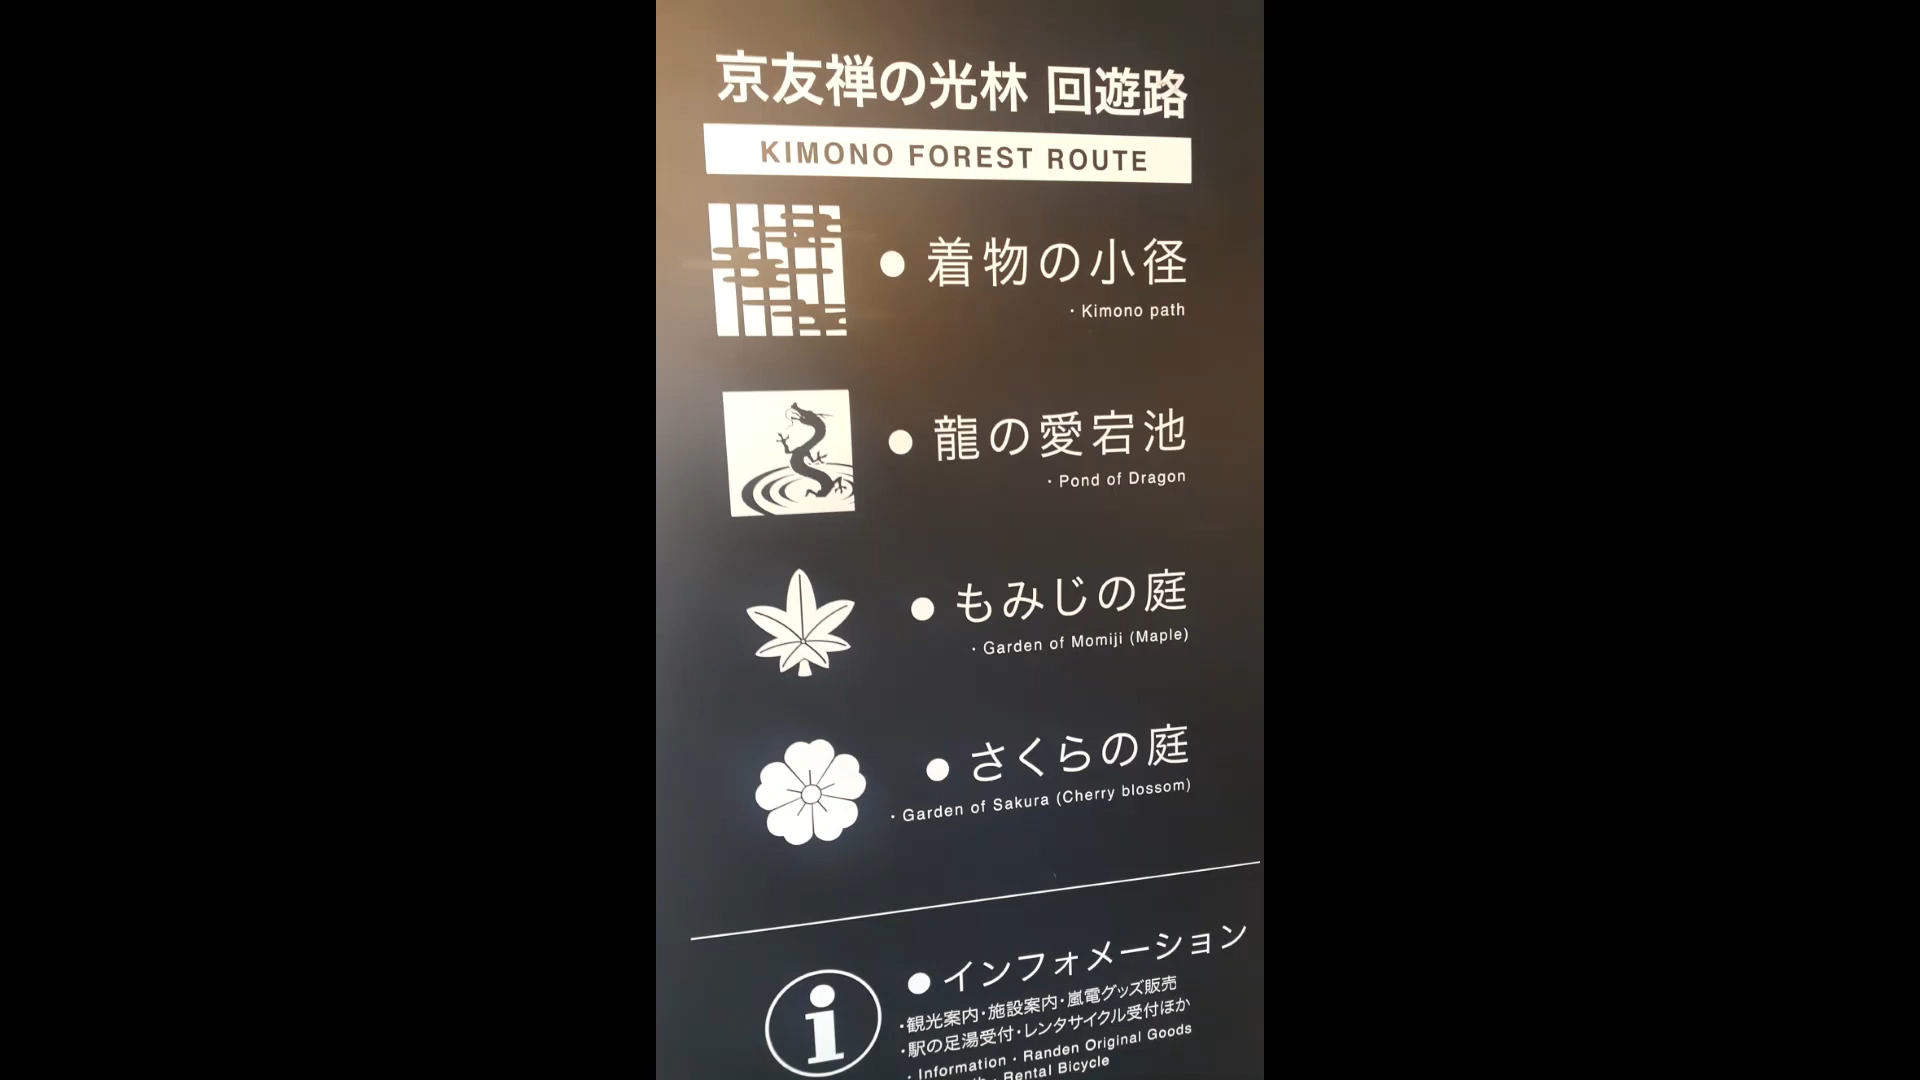 京友禅の光林 回遊路
KIMONO FOREST ROUTE
● 着物の小径
・Kimono path
● 龍の愛宕池
・Pond of Dragon
● もみじの庭
・Garden of Momiji (Maple)
● さくらの庭
・Garden of Sakura (Cherry blossom)
i
● インフォメーション
・観光案内・施設案内・嵐電グッズ販売
・駅の足湯受付・レンタサイクル受付ほか
・Information・Randen Original Goods
・Rental Bicycle